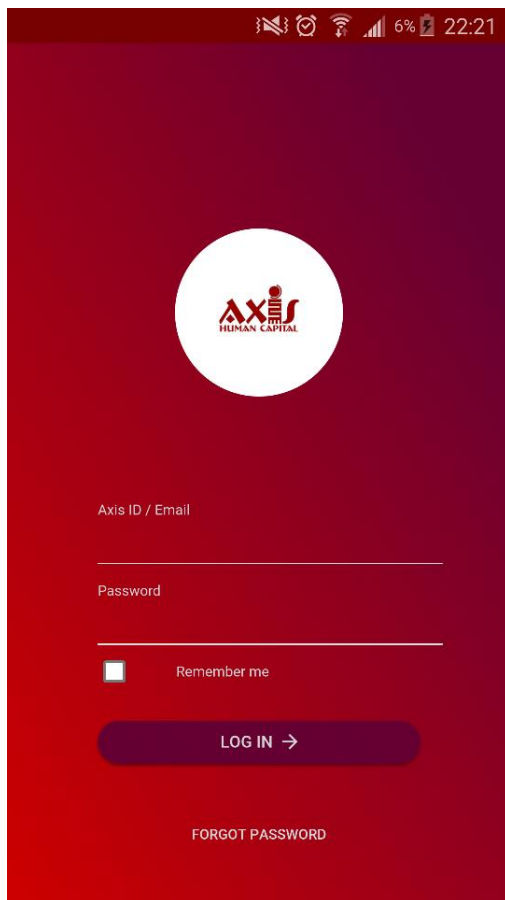 6% 22:21
AXIS
HUMAN CAPITAL
Axis ID / Email
Password
Remember me
LOG IN →
FORGOT PASSWORD